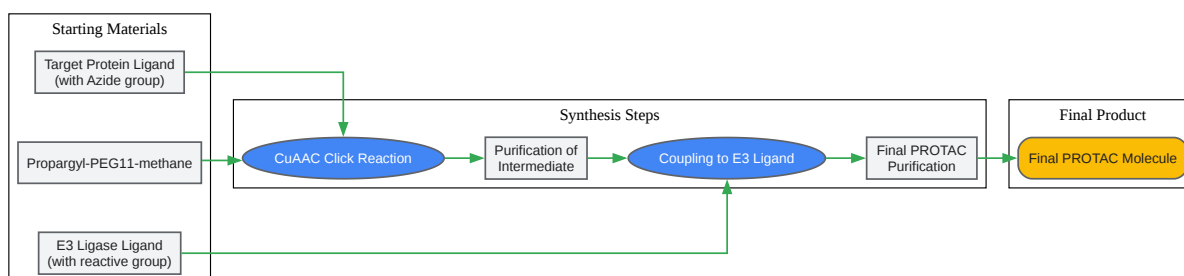 Starting Materials
Target Protein Ligand
(with Azide group)
Propargyl-PEG11-methane
E3 Ligase Ligand
(with reactive group)
Synthesis Steps
CuAAC Click Reaction
Purification of
Intermediate
Coupling to E3 Ligand
Final PROTAC
Purification
Final Product
Final PROTAC Molecule